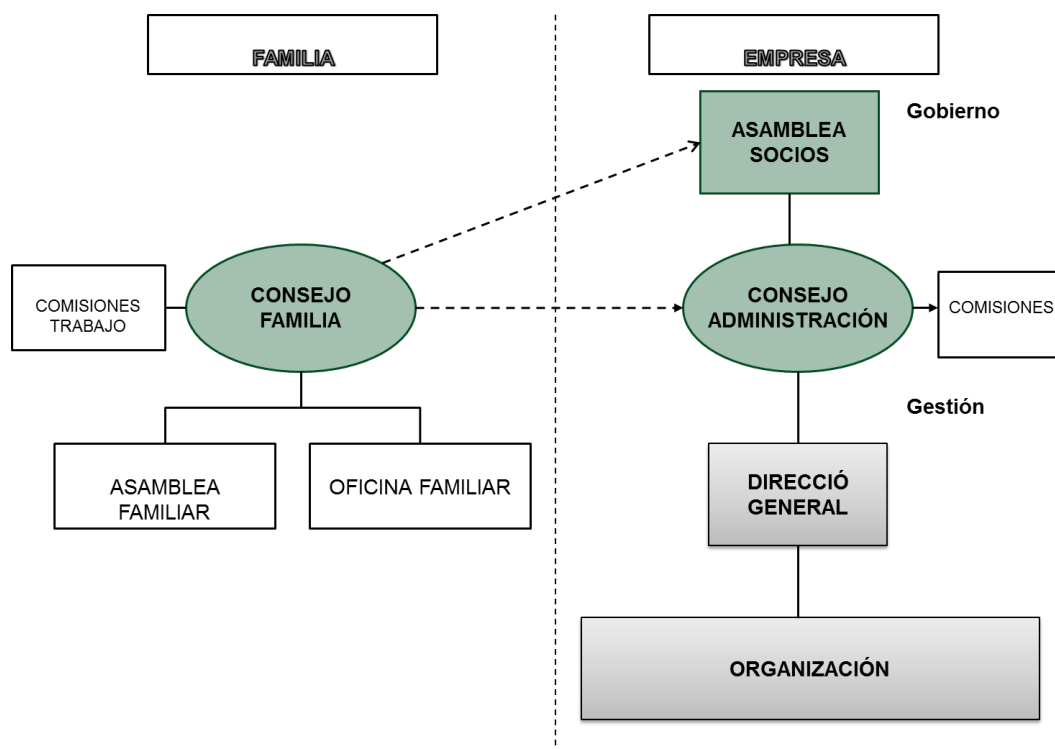 FAMILIA
EMPRESA
Gobierno
ASAMBLEA
SOCIOS
COMISIONES
TRABAJO
CONSEJO
FAMILIA
CONSEJO
ADMINISTRACIÓN
COMISIONES
Gestión
ASAMBLEA
FAMILIAR
OFICINA FAMILIAR
DIRECCIÓ
GENERAL
ORGANIZACIÓN